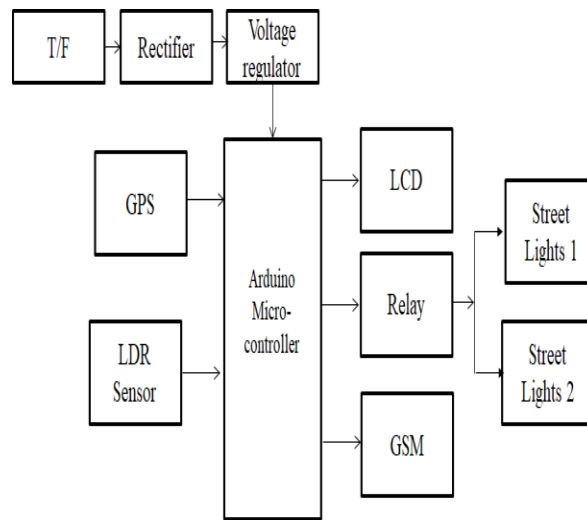 T/F
Rectifier
Voltage
regulator
GPS
LDR
Sensor
Arduino
Micro-
controller
LCD
Relay
GSM
Street
Lights 1
Street
Lights 2